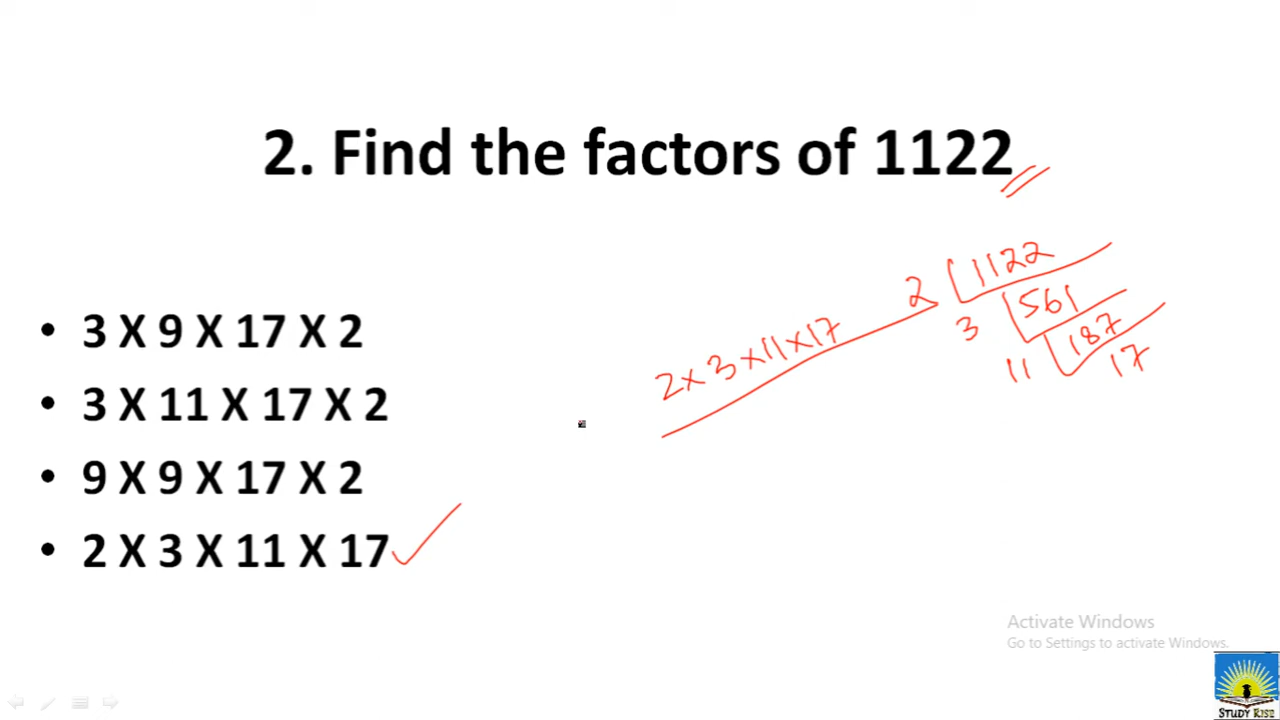 2. Find the factors of 1122
2 1122
3 561
11 187
17
2 x 3 x 11 x 17
• 3 X 9 X 17 X 2
• 3 X 11 X 17 X 2
• 9 X 9 X 17 X 2
• 2 X 3 X 11 X 17
Activate Windows
Go to Settings to activate Windows.
STUDY RISE